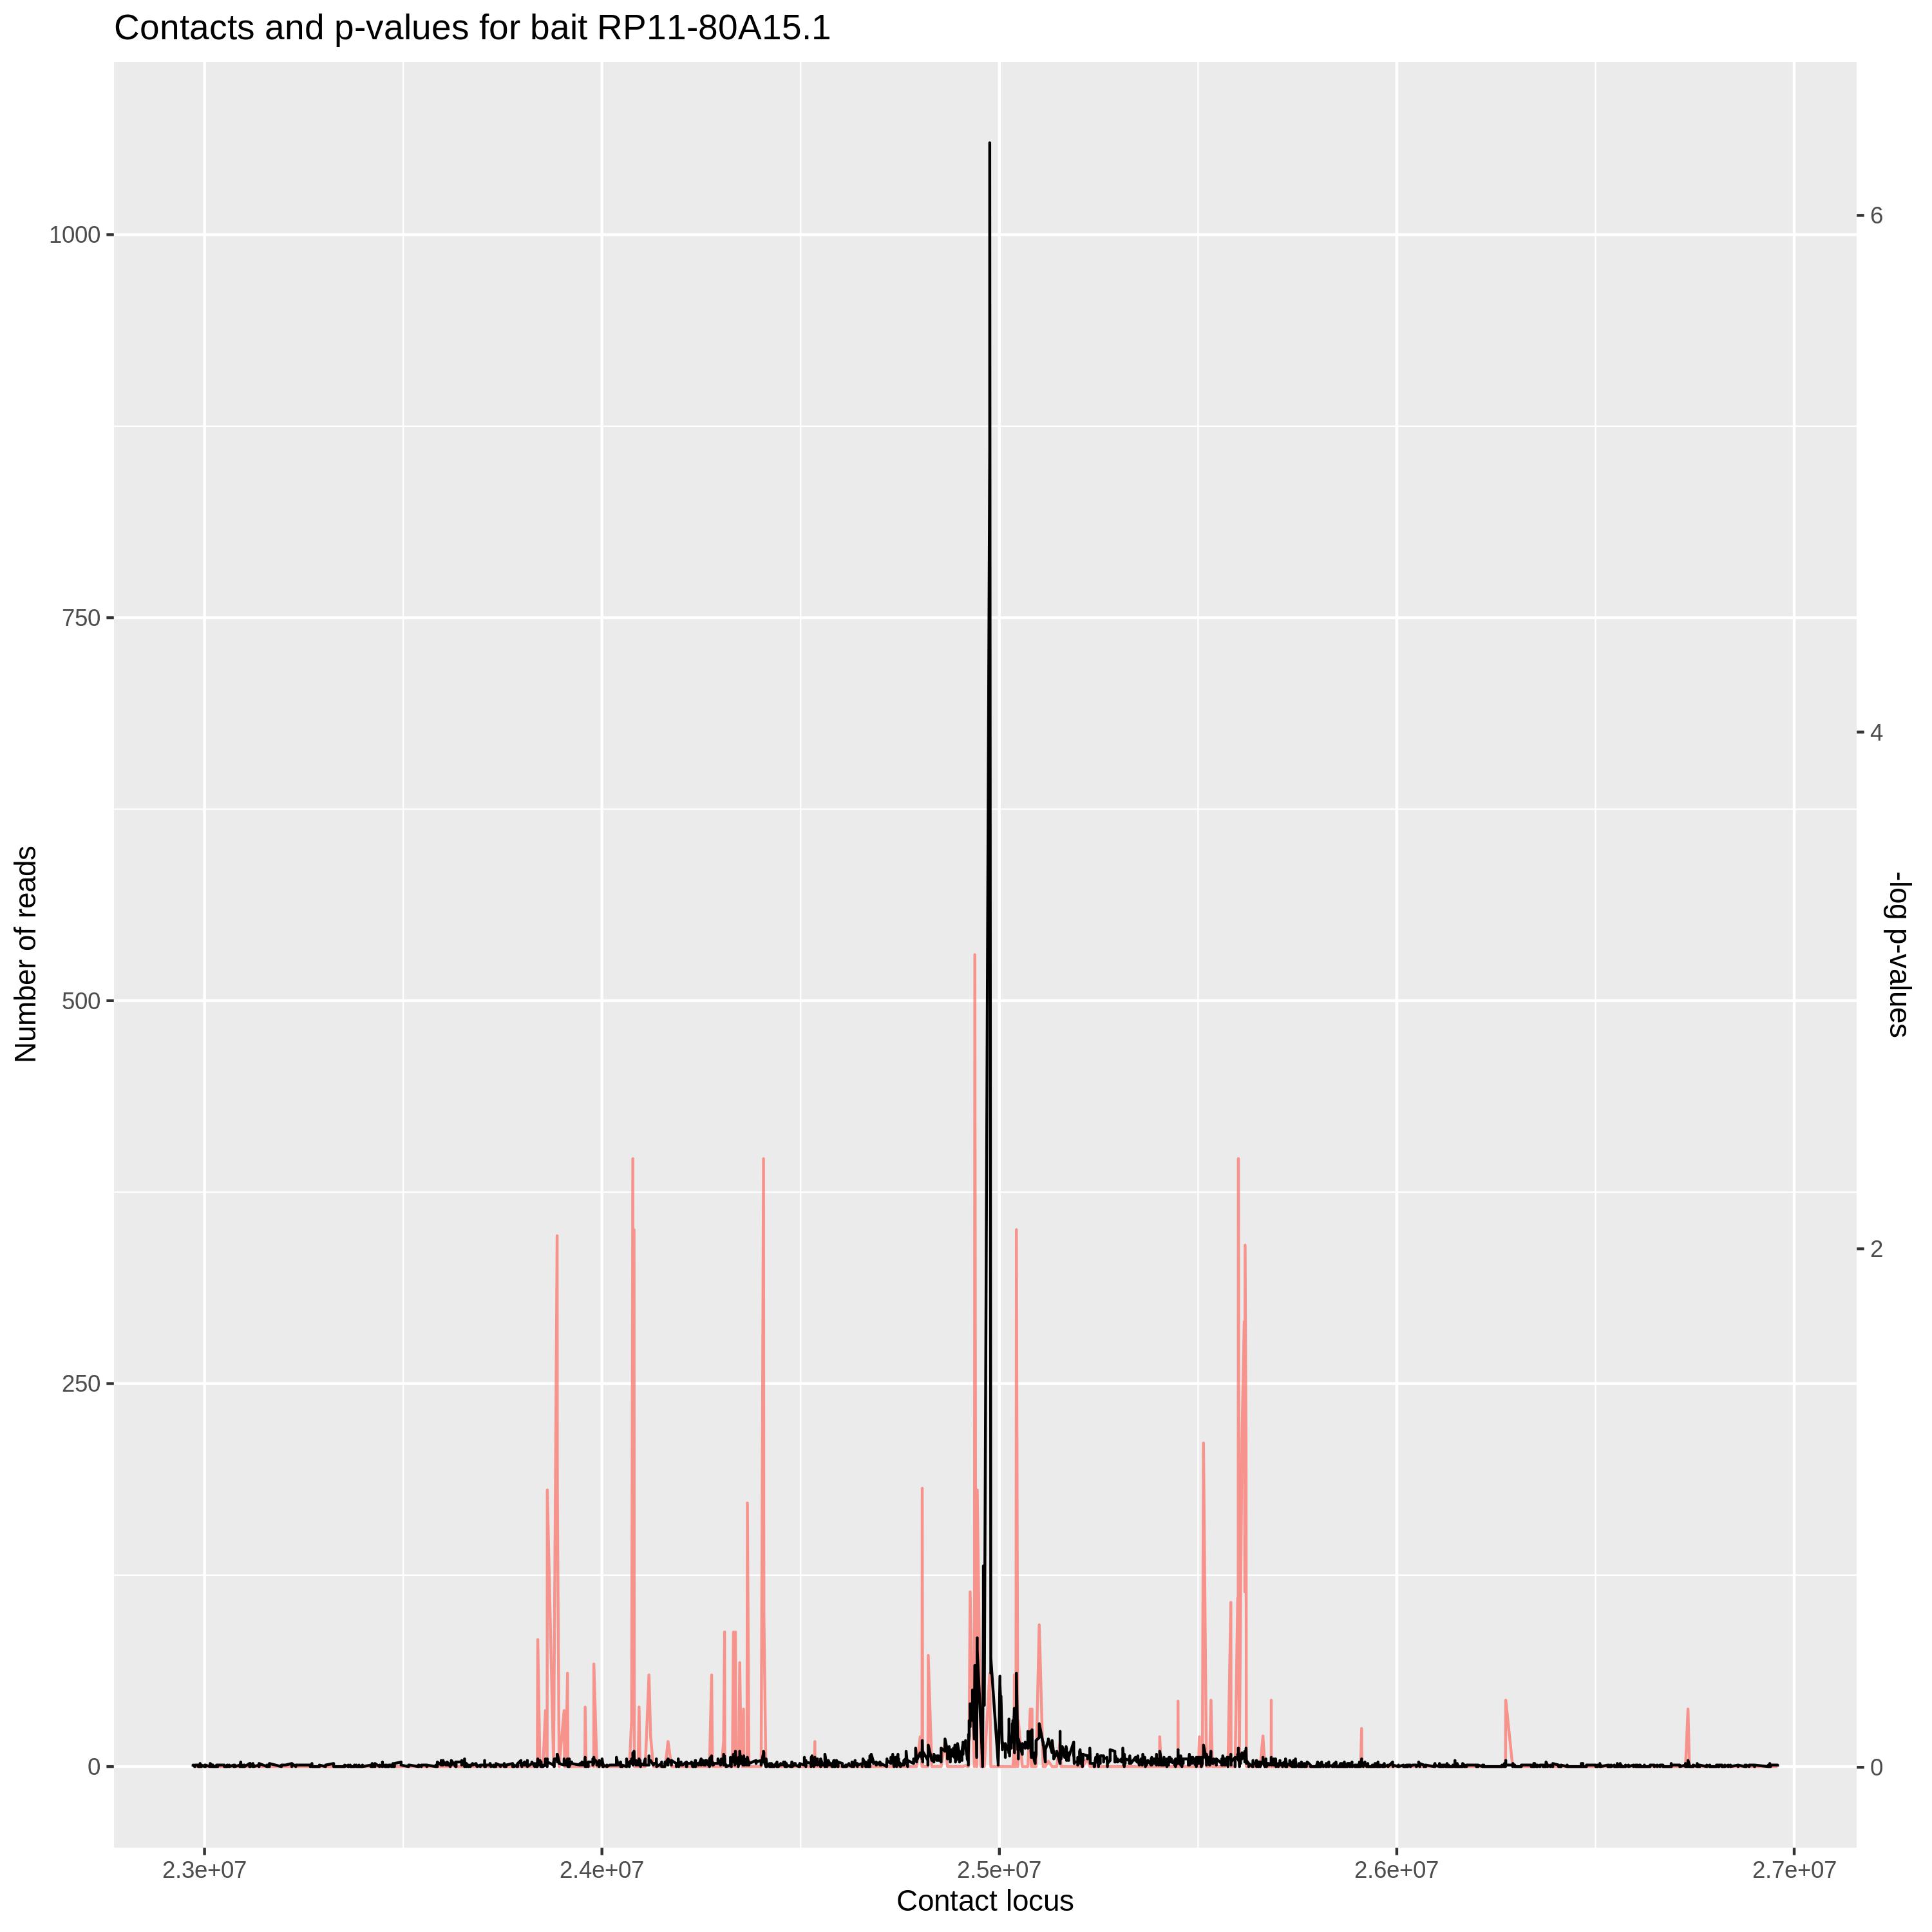 Contacts and p-values for bait RP11-80A15.1
1000
750
500
250
0
Number of reads
6
4
2
0
-log p-values
2.3e+07
2.4e+07
2.5e+07
2.6e+07
2.7e+07
Contact locus